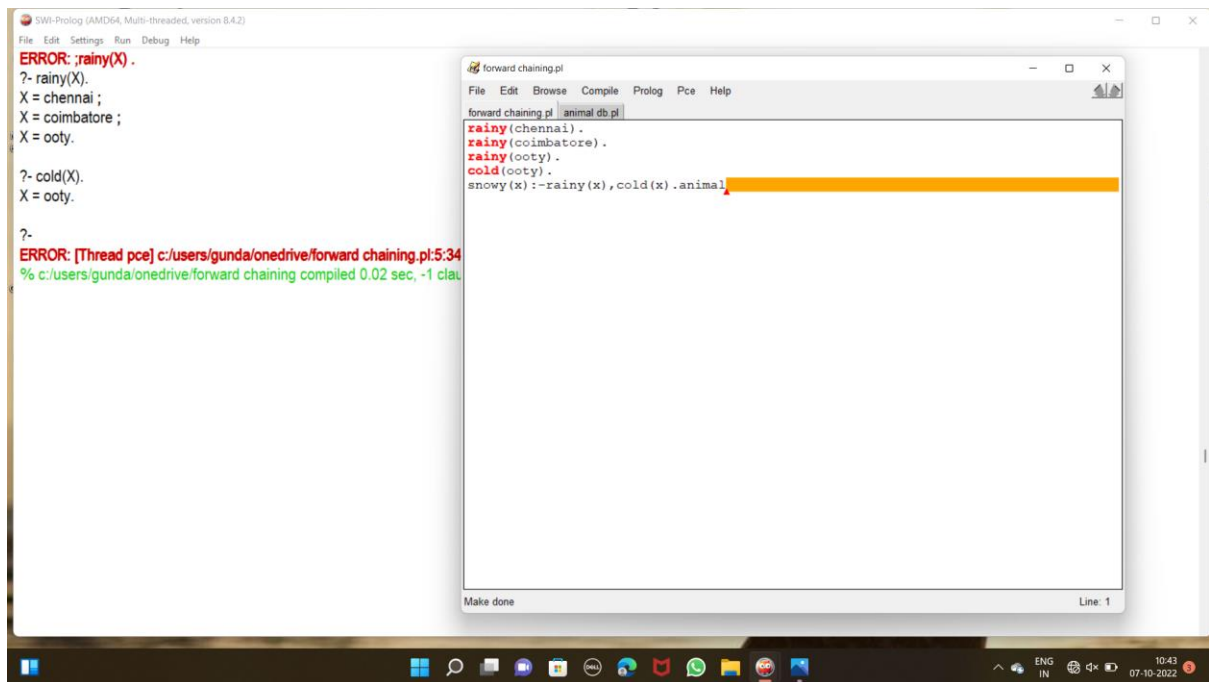 SWI-Prolog (AMD64, Multi-threaded, version 8.4.2)
File Edit Settings Run Debug Help
ERROR: ;rainy(X) .
?- rainy(X).
X = chennai ;
X = coimbatore ;
X = ooty.
?- cold(X).
X = ooty.
?-
ERROR: [Thread pce] c:/users/gunda/onedrive/forward chaining.pl:5:34
% c:/users/gunda/onedrive/forward chaining compiled 0.02 sec, -1 clau
forward chaining.pl
File Edit Browse Compile Prolog Pce Help
forward chaining.pl animal db.pl
rainy(chennai).
rainy(coimbatore).
rainy(ooty).
cold(ooty).
snowy(x):-rainy(x),cold(x).animal
Make done Line: 1
DELL
ENG
IN
10:43
07-10-2022
3